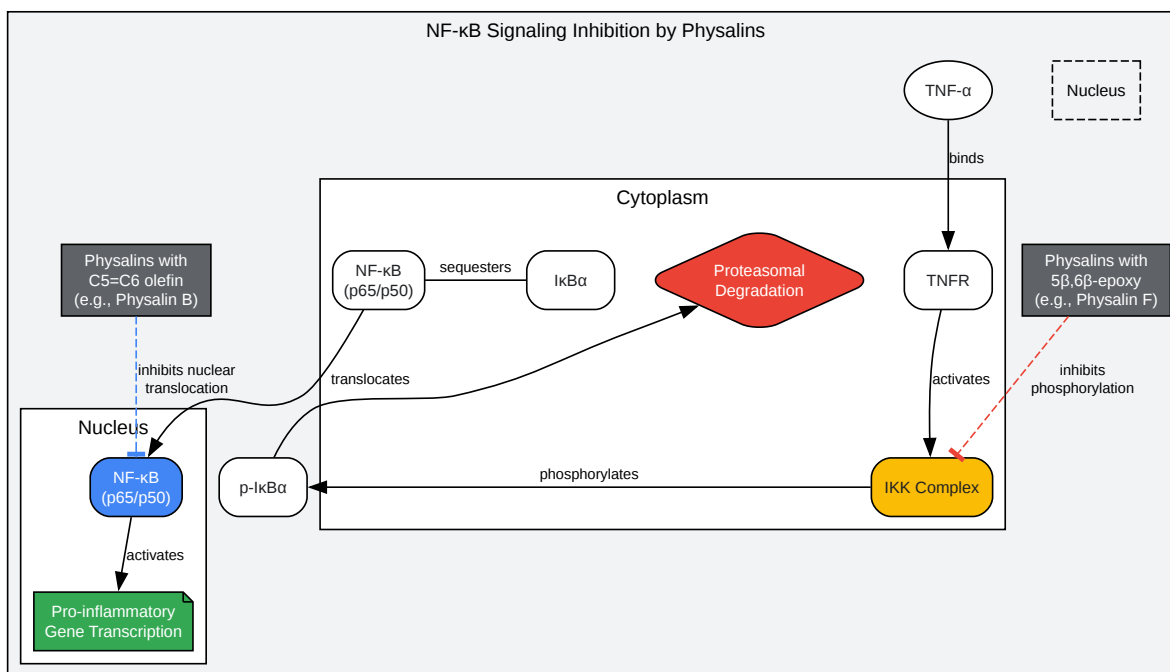 NF-κB Signaling Inhibition by Physalins
TNF-α
Nucleus
binds
Cytoplasm
Physalins with
C5=C6 olefin
(e.g., Physalin B)
NF-κB
(p65/p50)
sequesters
IκBα
Proteasomal
Degradation
TNFR
Physalins with
5β,6β-epoxy
(e.g., Physalin F)
inhibits nuclear
translocation
translocates
activates
inhibits
phosphorylation
Nucleus
NF-κB
(p65/p50)
p-IκBα
phosphorylates
IKK Complex
activates
Pro-inflammatory
Gene Transcription